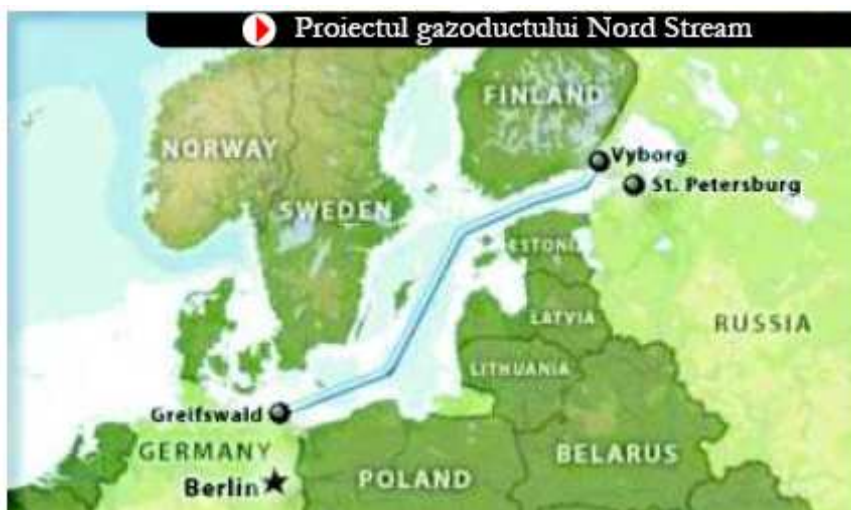 Proiectul gazoductului Nord Stream
FINLAND
NORWAY
Vyborg
St. Petersburg
SWEDEN
ESTONIA
LATVIA
RUSSIA
LITHUANIA
Greifswald
GERMANY
BELARUS
POLAND
Berlin